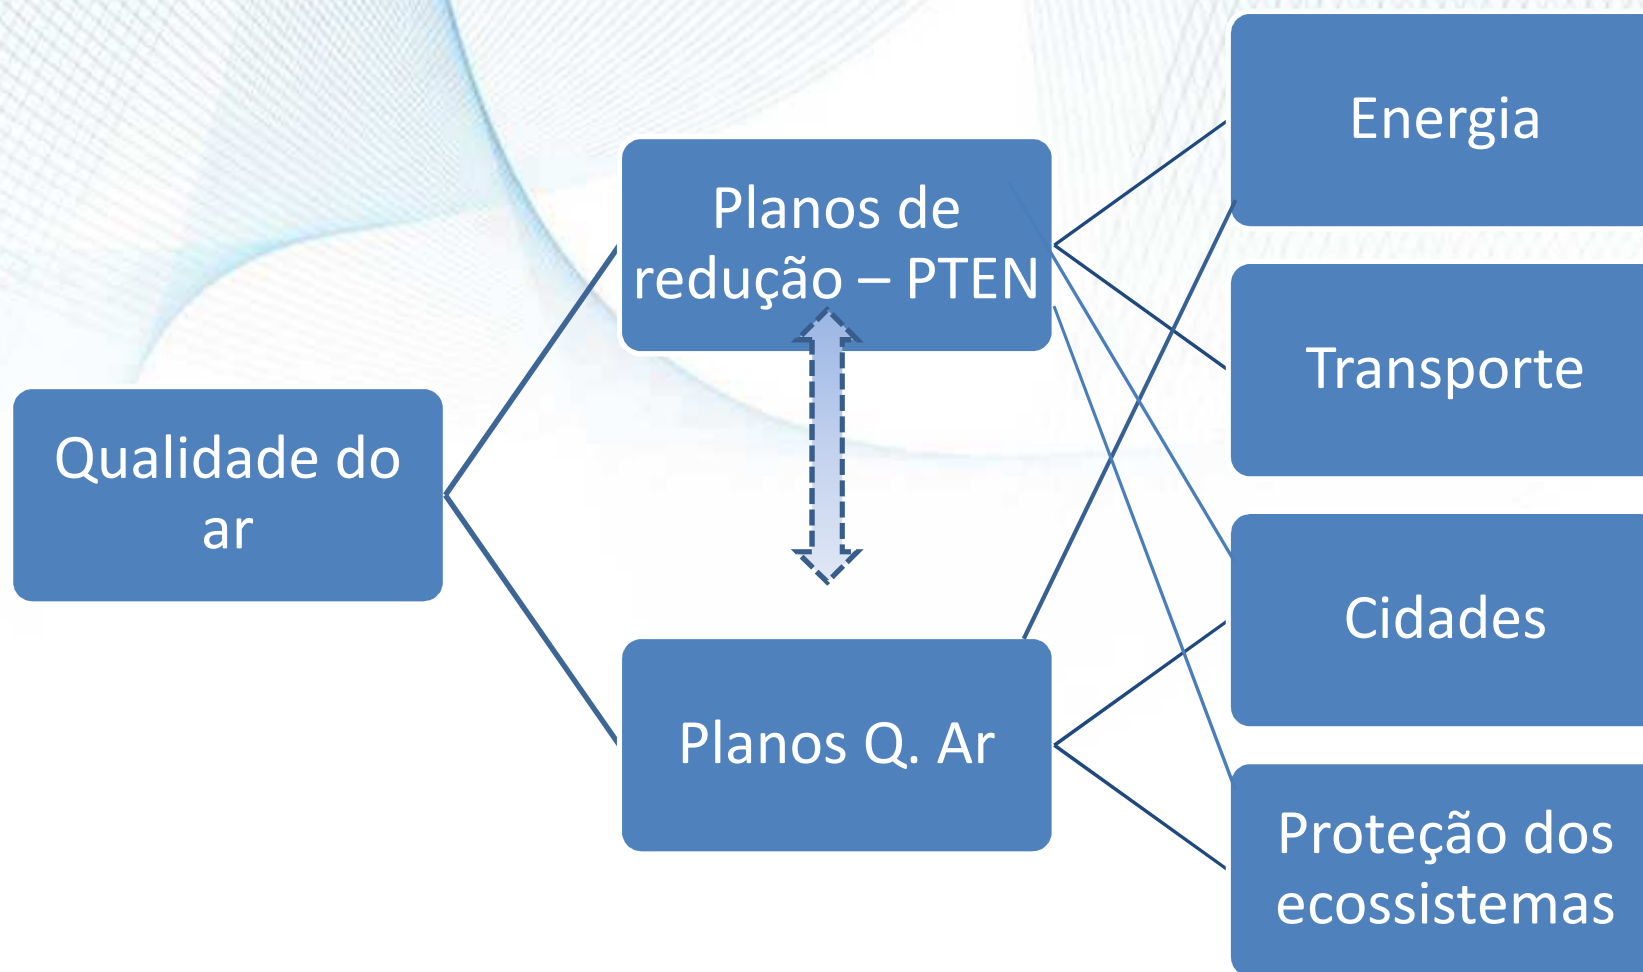 Qualidade do
ar
Planos de
redução – PTEN
Planos Q. Ar
Energia
Transporte
Cidades
Proteção dos
ecossistemas